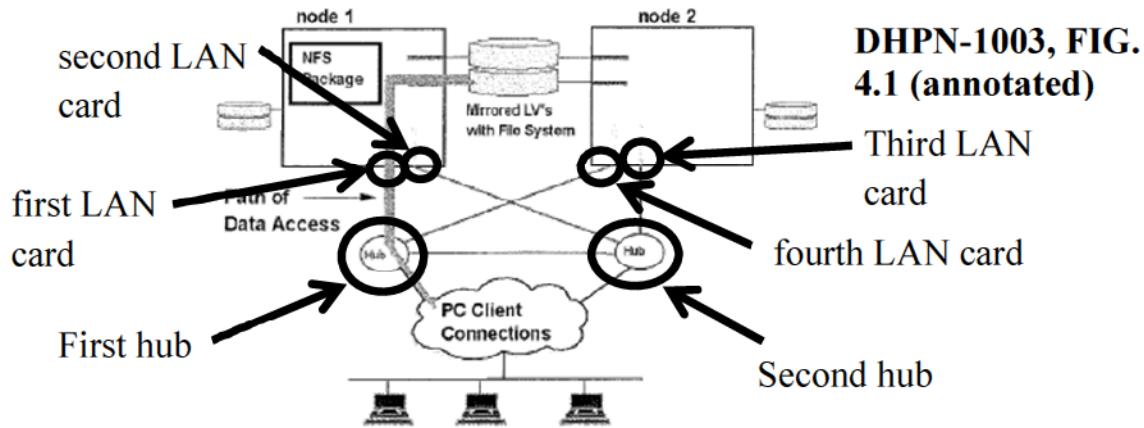 node 1
node 2
second LAN
card
NFS
Package
DHPN-1003, FIG.
4.1 (annotated)
Mirrored LV's
with File System
Third LAN
card
first LAN
card
Path of
Data Access
fourth LAN card
Hub
Hub
PC Client
Connections
First hub
Second hub